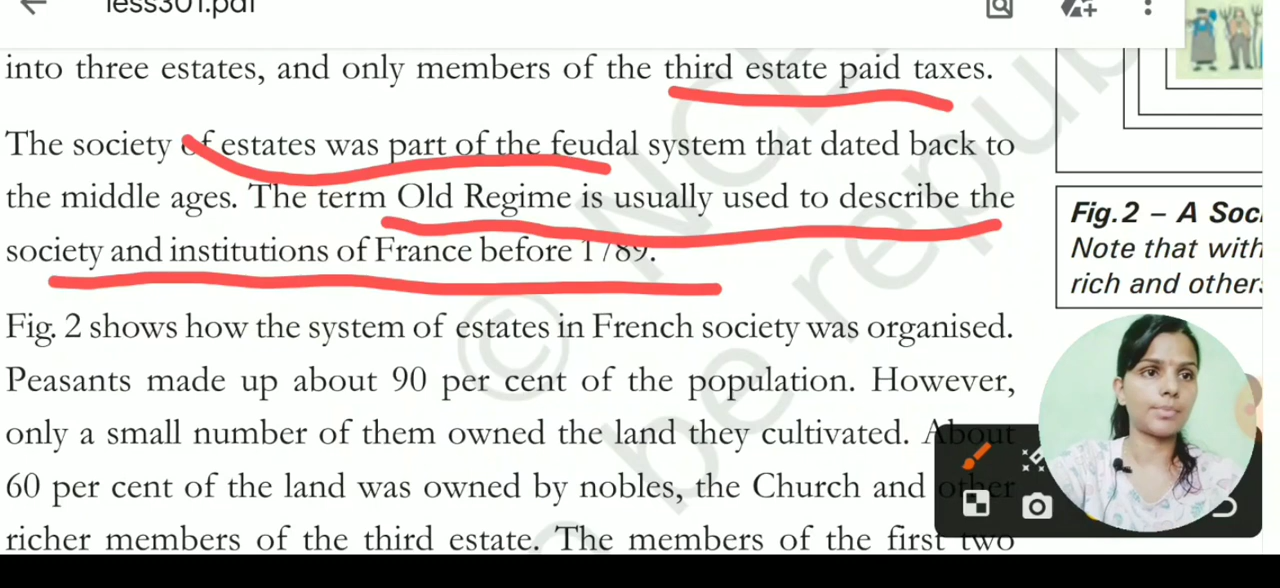 less301.pdf
into three estates, and only members of the third estate paid taxes.
The society of estates was part of the feudal system that dated back to
the middle ages. The term Old Regime is usually used to describe the
society and institutions of France before 1789.
Fig. 2 shows how the system of estates in French society was organised.
Peasants made up about 90 per cent of the population. However,
only a small number of them owned the land they cultivated. About
60 per cent of the land was owned by nobles, the Church and other
richer members of the third estate. The members of the first two
Fig.2 – A Soc
Note that with
rich and other
© NCE
be repub